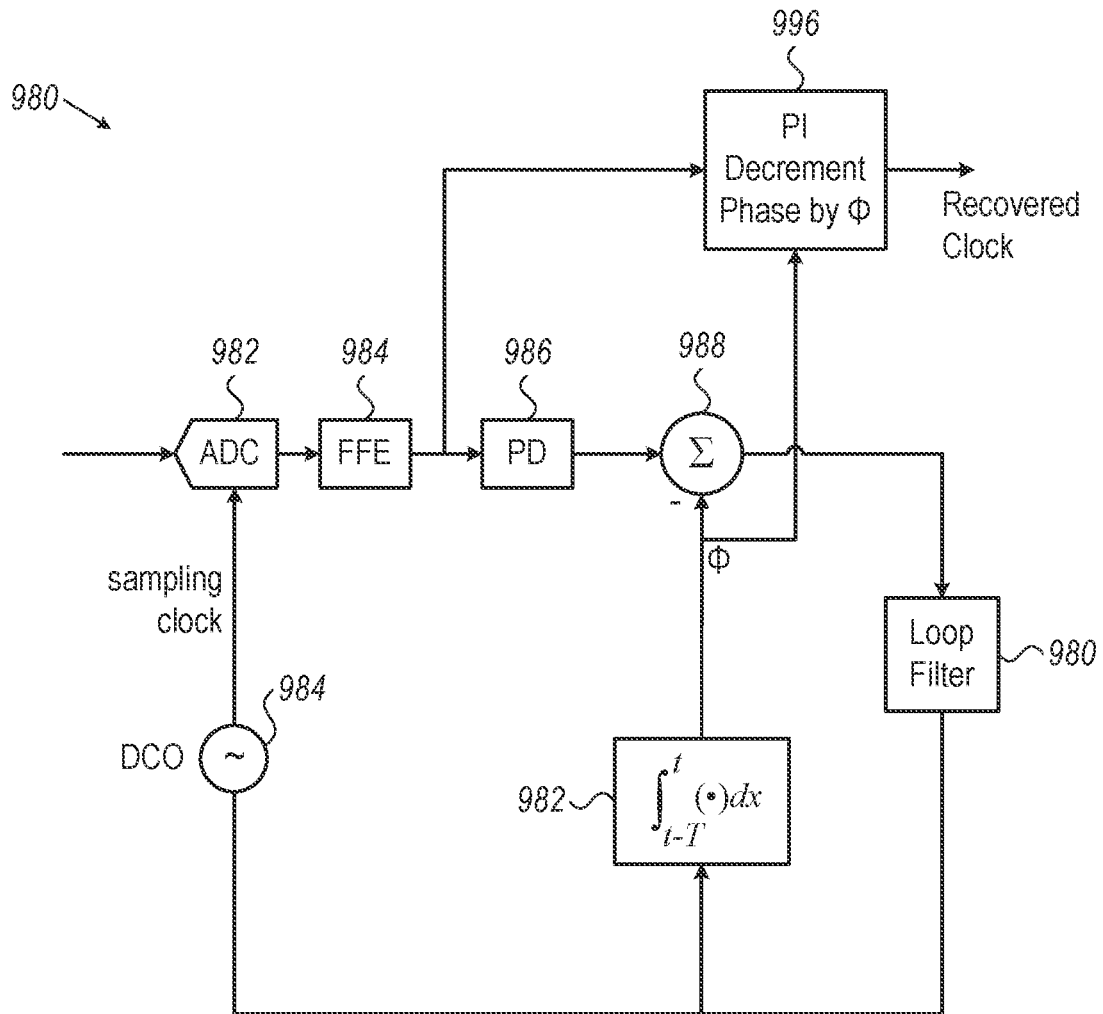 996
980
PI
Decrement
Phase by Φ
Recovered
Clock
982
984
986
988
ADC
FFE
PD
Σ
-
Φ
sampling
clock
Loop
Filter
980
984
DCO
~
982
∫ t t-T (•)dx